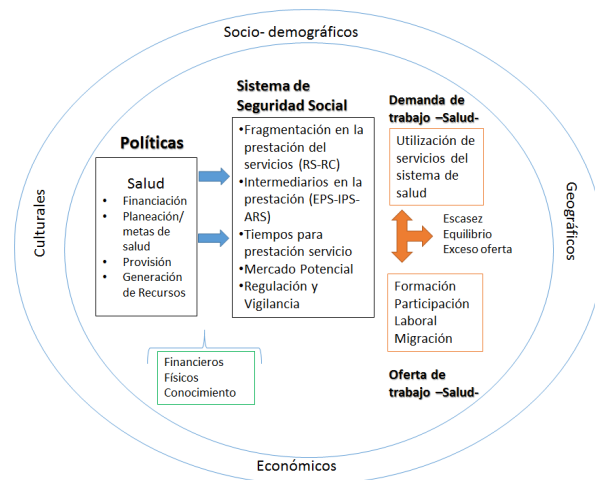 Socio- demográficos
Culturales
Geográficos
Económicos
Políticas
Salud
• Financiación
• Planeación/
metas de
salud
• Provisión
• Generación
de Recursos
Sistema de
Seguridad Social
•Fragmentación en la
prestación del
servicios (RS-RC)
•Intermediarios en la
prestación (EPS-IPS-
ARS)
•Tiempos para
prestación servicio
•Mercado Potencial
•Regulación y
Vigilancia
Demanda de
trabajo –Salud-
Utilización de
servicios del
sistema de
salud
Escasez
Equilibrio
Exceso oferta
Formación
Participación
Laboral
Migración
Oferta de
trabajo –Salud-
Financieros
Físicos
Conocimiento